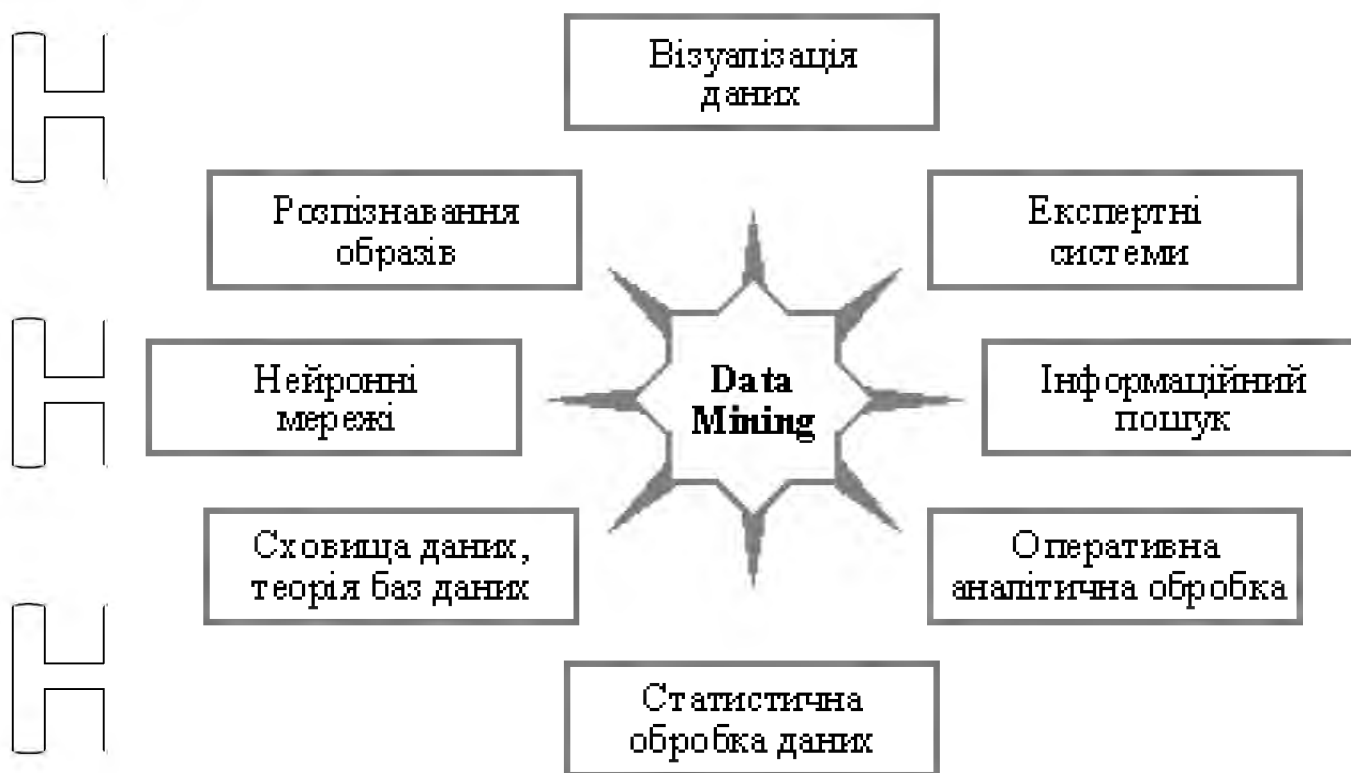 Візуалізація
даних
Розпізнавання
образів
Експертні
системи
Нейронні
мережі
Data
Mining
Інформаційний
пошук
Сховища даних,
теорія баз даних
Оперативна
аналітична обробка
Статистична
обробка даних